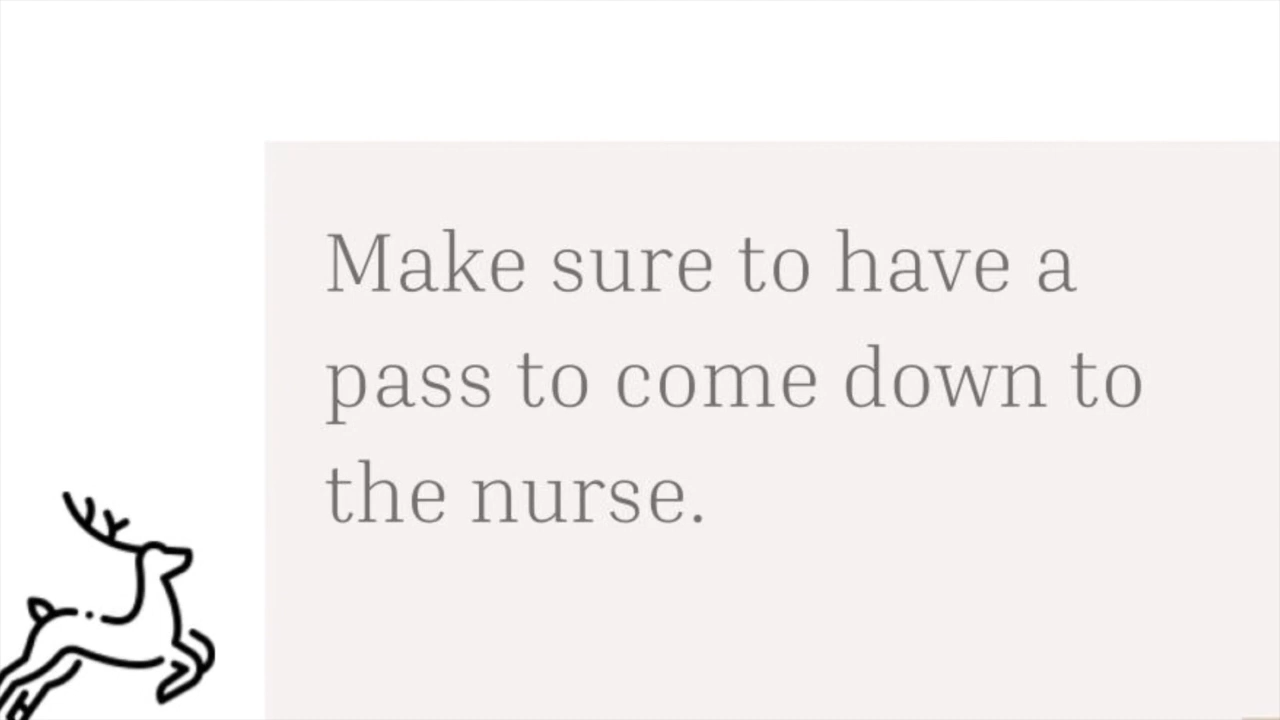 Make sure to have a
pass to come down to
the nurse.